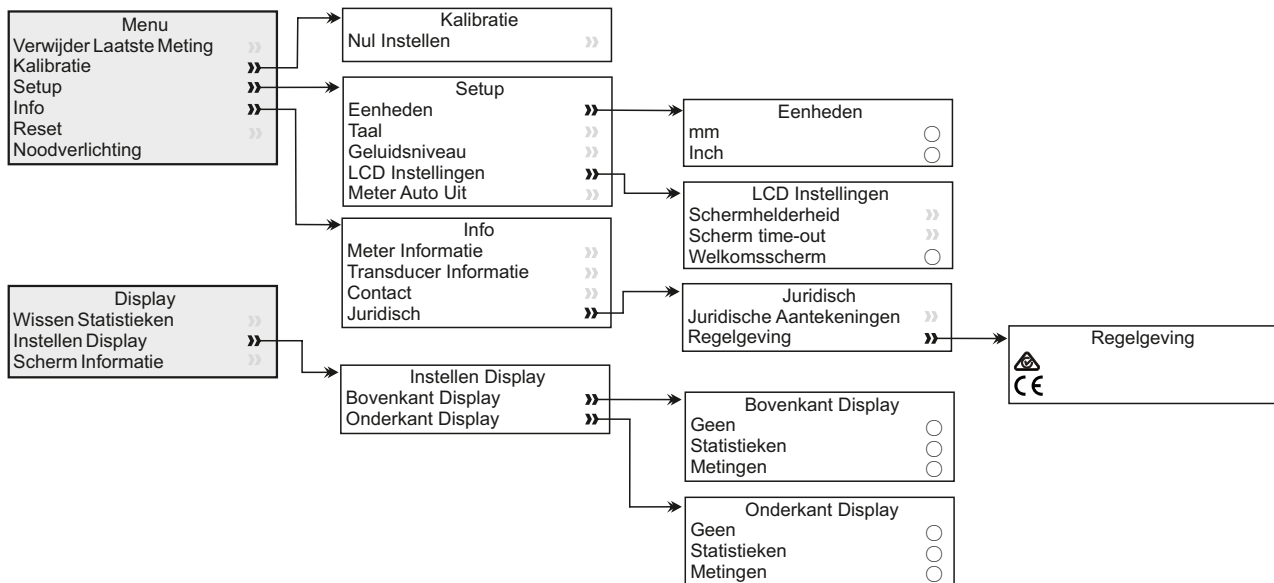 Menu
Verwijder Laatste Meting
Kalibratie
Setup
Info
Reset
Noodverlichting
Kalibratie
Nul Instellen
Setup
Eenheden
Taal
Geluidsniveau
LCD Instellingen
Meter Auto Uit
Eenheden
mm
Inch
LCD Instellingen
Schermhelderheid
Scherm time-out
Welkomsscherm
Info
Meter Informatie
Transducer Informatie
Contact
Juridisch
Juridisch
Juridische Aantekeningen
Regelgeving
Regelgeving
CE
Display
Wissen Statistieken
Instellen Display
Scherm Informatie
Instellen Display
Bovenkant Display
Onderkant Display
Bovenkant Display
Geen
Statistieken
Metingen
Onderkant Display
Geen
Statistieken
Metingen